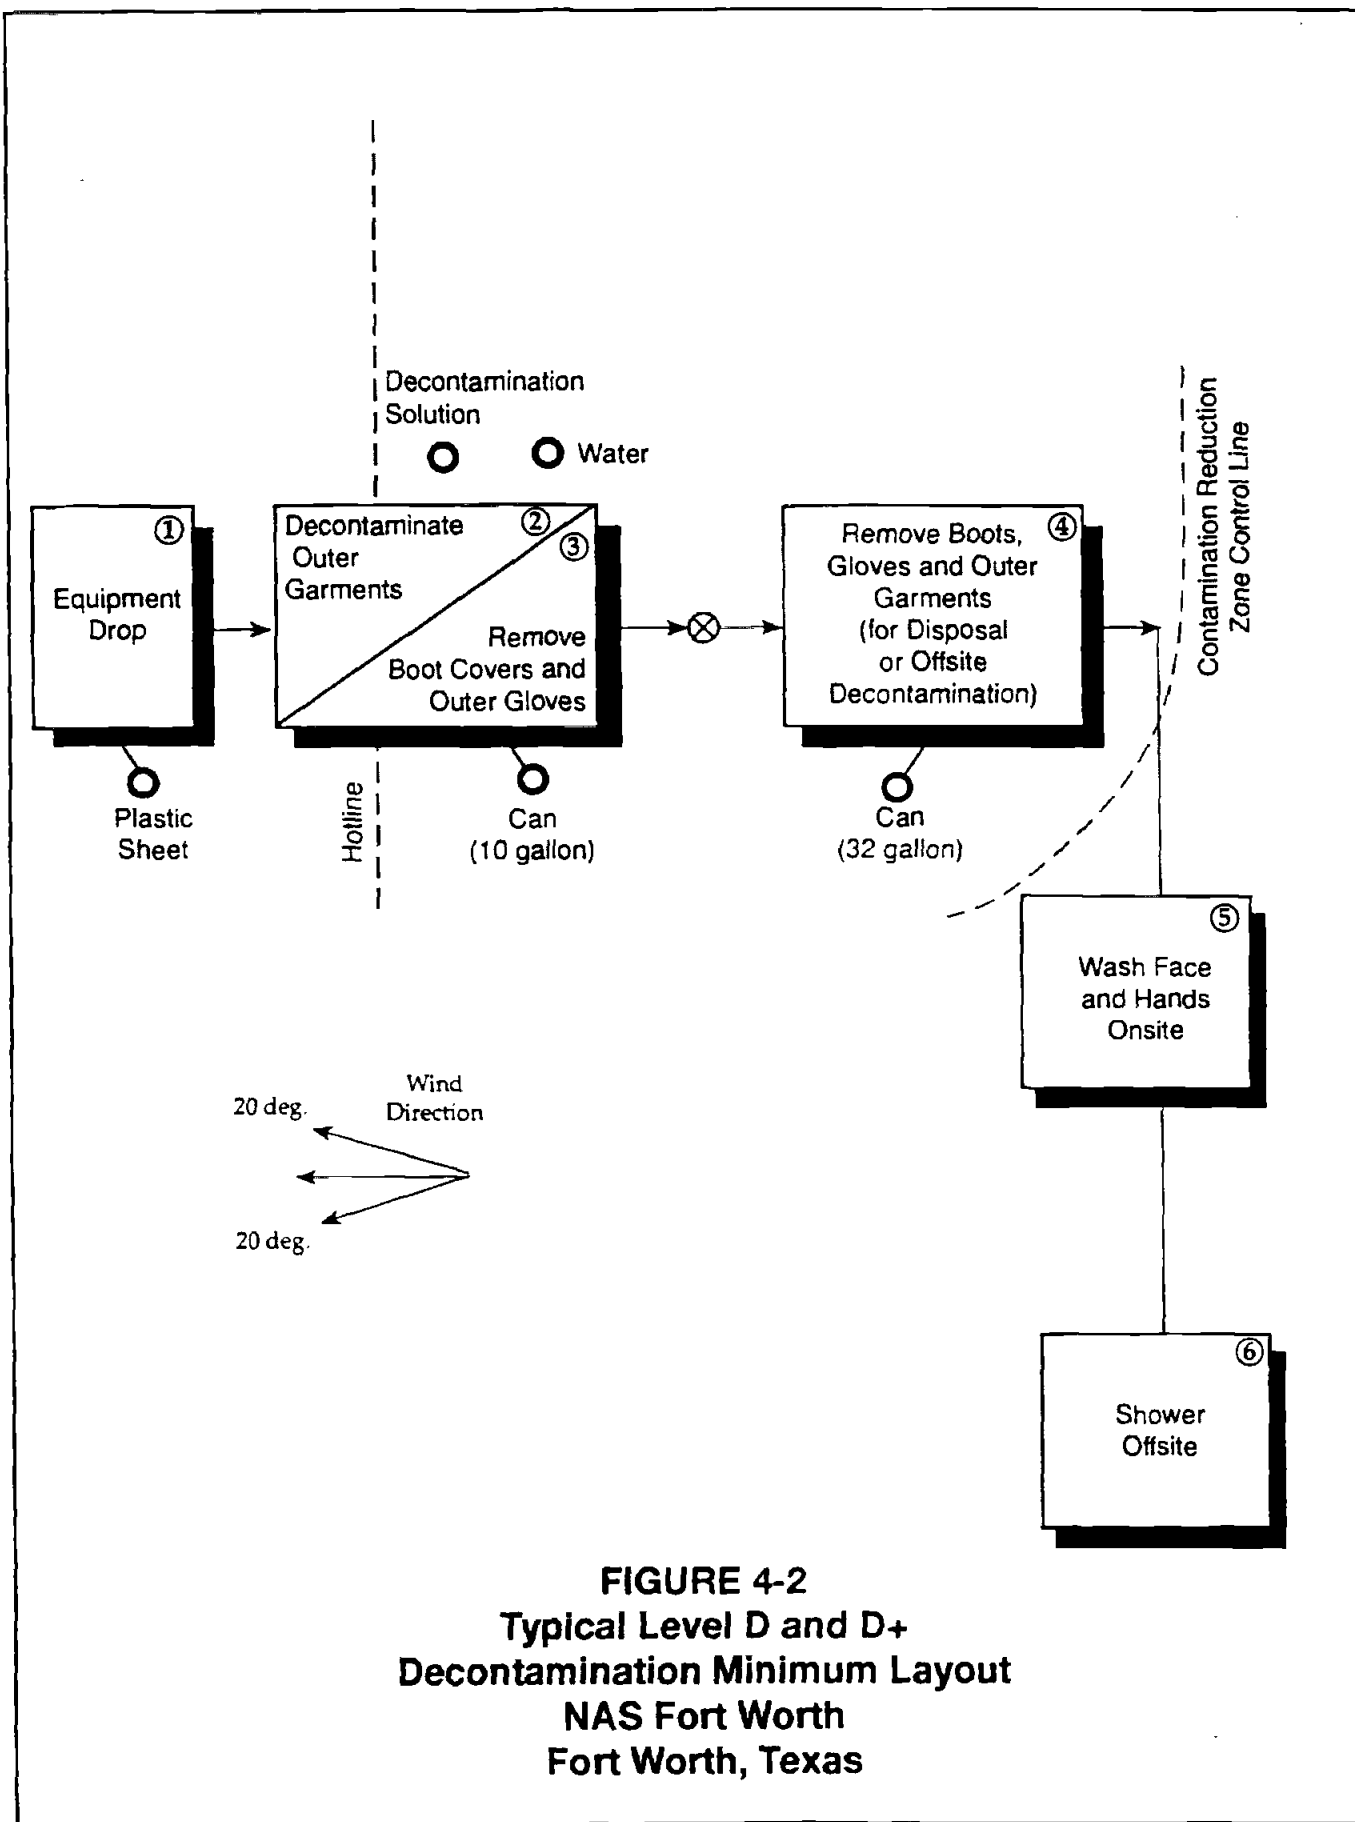 Decontamination
Solution
Water
Contamination Reduction
Zone Control Line
①
Equipment
Drop
Plastic
Sheet
②
Decontaminate
Outer
Garments
③
Remove
Boot Covers and
Outer Gloves
Hotline
Can
(10 gallon)
④
Remove Boots,
Gloves and Outer
Garments
(for Disposal
or Offsite
Decontamination)
Can
(32 gallon)
⑤
Wash Face
and Hands
Onsite
Wind
Direction
20 deg.
20 deg.
⑥
Shower
Offsite
FIGURE 4-2
Typical Level D and D+
Decontamination Minimum Layout
NAS Fort Worth
Fort Worth, Texas